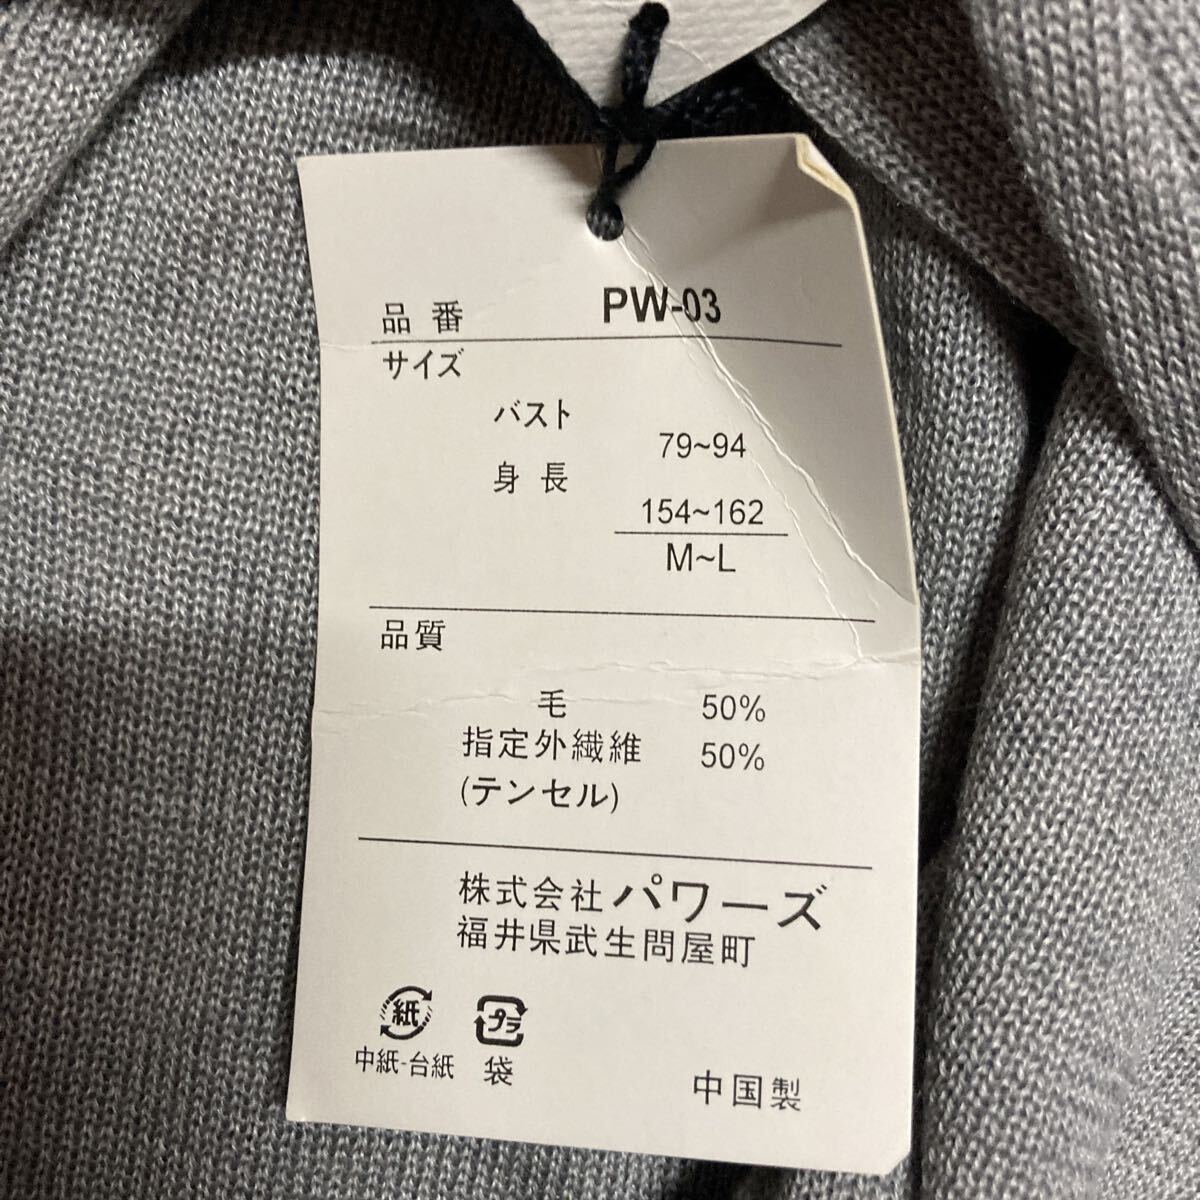 品番 PW-03
サイズ
バスト 79~94
身長 154~162
M~L
品質
毛 50%
指定外繊維 50%
(テンセル)
株式会社パワーズ
福井県武生問屋町
紙 プラ
中紙-台紙 袋
中国製